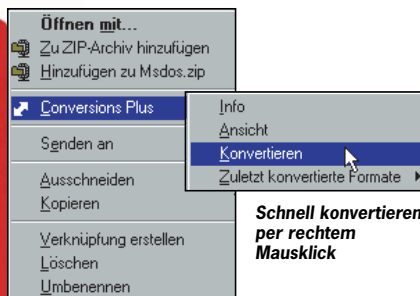 Öffnen mit...
Zu ZIP-Archiv hinzufügen
Hinzufügen zu Msdos.zip
Conversions Plus
Senden an
Ausschneiden
Kopieren
Verknüpfung erstellen
Löschen
Umbenennen
Info
Ansicht
Konvertieren
Zuletzt konvertierte Formate
Schnell konvertieren
per rechtem
Mausklick